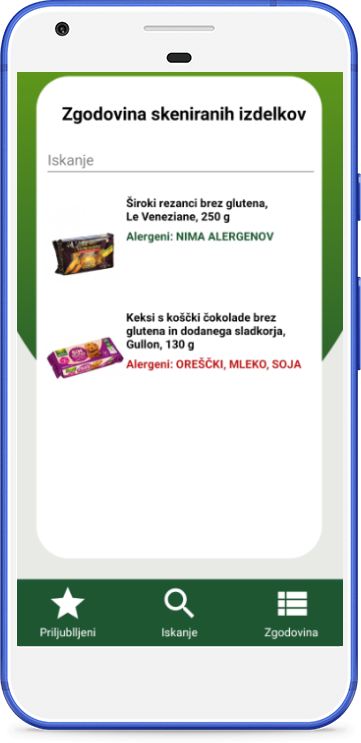 Zgodovina skeniranih izdelkov
Iskanje
Široki rezanci brez glutena,
Le Veneziane, 250 g
Alergeni: NIMA ALERGENOV
Keksi s koščki čokolade brez
glutena in dodanega sladkorja,
Gullon, 130 g
Alergeni: OREŠČKI, MLEKO, SOJA
Priljublljeni
Iskanje
Zgodovina